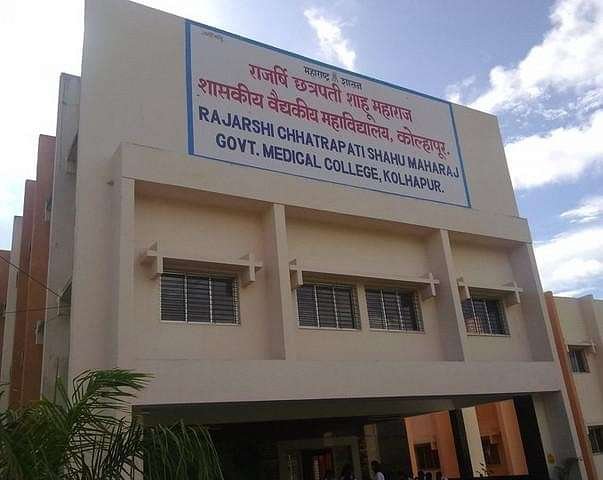 महाराष्ट्र शासन
राजर्षि छत्रपती शाहू महाराज
शासकीय वैद्यकीय महाविद्यालय, कोल्हापूर.
RAJARSHI CHHATRAPATI SHAHU MAHARAJ
GOVT. MEDICAL COLLEGE, KOLHAPUR.